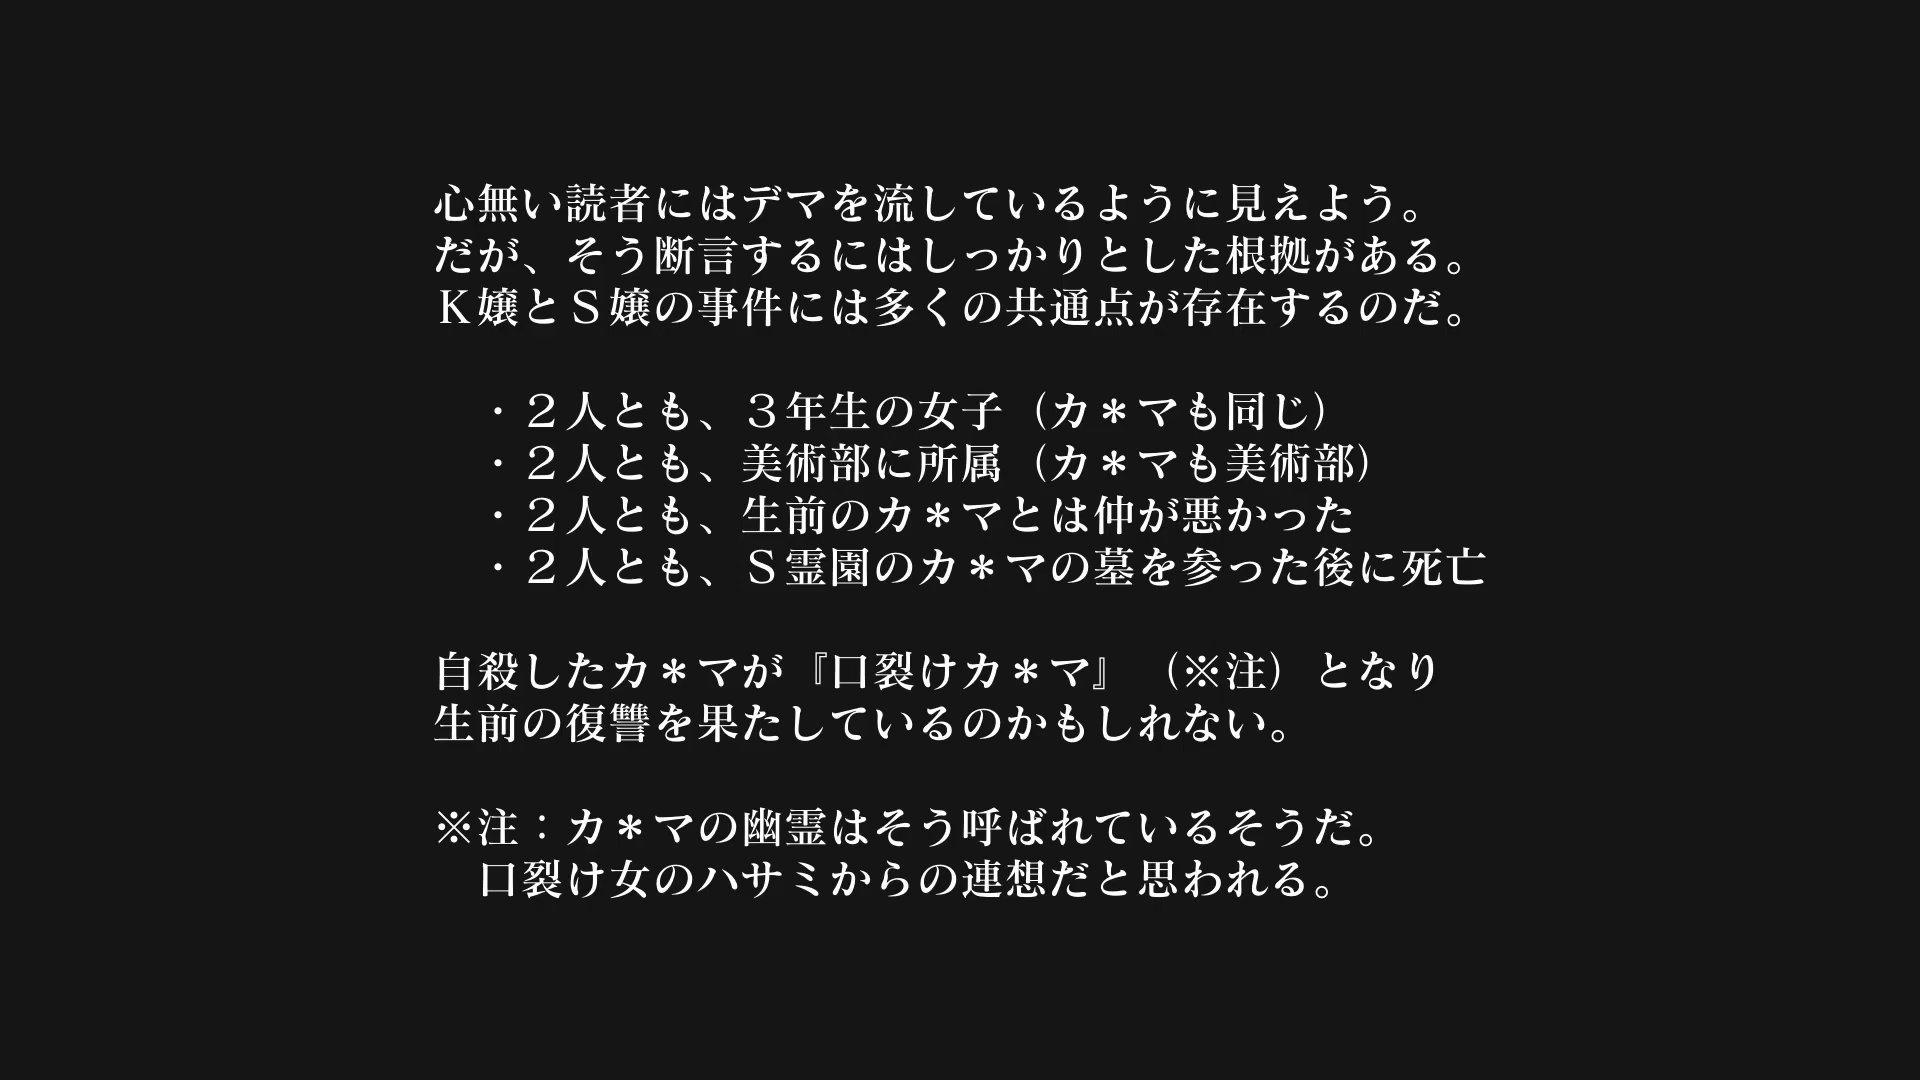 心無い読者にはデマを流しているように見えよう。
だが、そう断言するにはしっかりとした根拠がある。
Ｋ嬢とＳ嬢の事件には多くの共通点が存在するのだ。
・２人とも、３年生の女子（カ＊マも同じ）
・２人とも、美術部に所属（カ＊マも美術部）
・２人とも、生前のカ＊マとは仲が悪かった
・２人とも、Ｓ霊園のカ＊マの墓を参った後に死亡
自殺したカ＊マが『口裂けカ＊マ』（※注）となり
生前の復讐を果たしているのかもしれない。
※注：カ＊マの幽霊はそう呼ばれているそうだ。
口裂け女のハサミからの連想だと思われる。